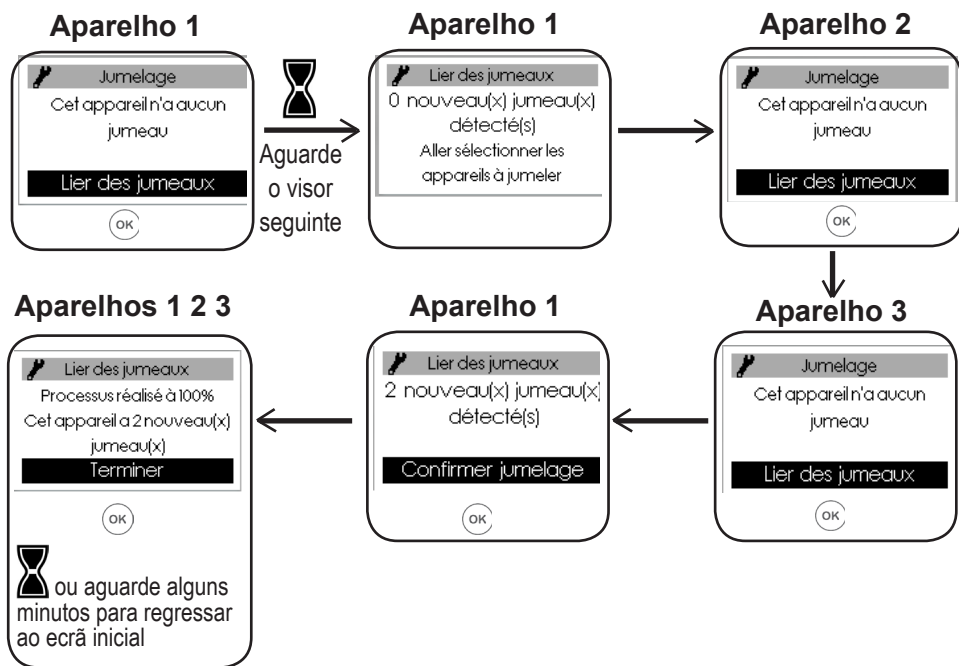 Aparelho 1
Jumelage
Cet appareil n'a aucun
jumeau
Lier des jumeaux
OK
Aguarde
o visor
seguinte
Aparelho 1
Lier des jumeaux
0 nouveau(x) jumeau(x)
détecté(s)
Aller sélectionner les
appareils à jumeler
Aparelho 2
Jumelage
Cet appareil n'a aucun
jumeau
Lier des jumeaux
OK
Aparelho 3
Jumelage
Cet appareil n'a aucun
jumeau
Lier des jumeaux
OK
Aparelho 1
Lier des jumeaux
2 nouveau(x) jumeau(x)
détecté(s)
Confirmer jumelage
OK
Aparelhos 1 2 3
Lier des jumeaux
Processus réalisé à 100%
Cet appareil a 2 nouveau(x)
jumeau(x)
Terminer
OK
ou aguarde alguns
minutos para regressar
ao ecrã inicial